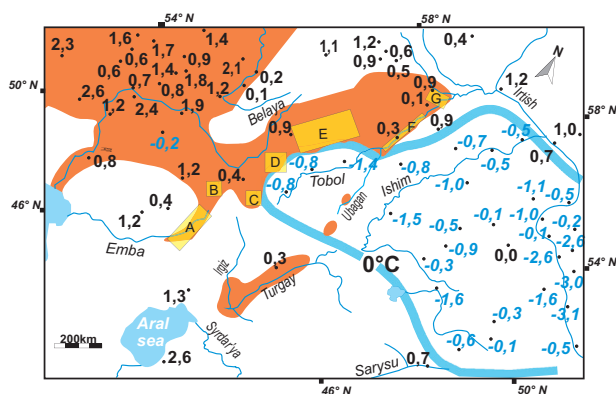 54° N
58° N
2,3
1,6
1,7
1,4
0,4
1,2
1,1
0,9
0,6
0,6
0,9
2,1
N
1,4
1,8
0,2
0,5
50° N
0,7
0,8
0,1
0,9
1,2
2,6
2,4
1,2
0,1
G
Irtish
1,2
1,9
Belaya
58° N
0,9
E
0,3
F
0,9
-0,2
-0,5
1,0
-0,7
0,7
0,8
D
-0,8
-1,4
-0,8
-0,5
1,2
0,4
Tobol
Ishim
B
-0,8
-1,0
-1,1
-0,5
C
Ubagan
46° N
0,4
1,2
A
-1,5
-0,5
-0,1
-1,0
-0,2
-0,1
Emba
-0,9
0,0
-2,6
-2,6
Irgiz
0,3
0°C
-0,3
-3,0
54° N
Turgay
1,3
-1,6
-1,6
-3,1
200km
Aral
sea
Syrdar'ya
-0,3
-0,6
-0,1
-0,5
2,6
Sarysu
0,7
46° N
50° N